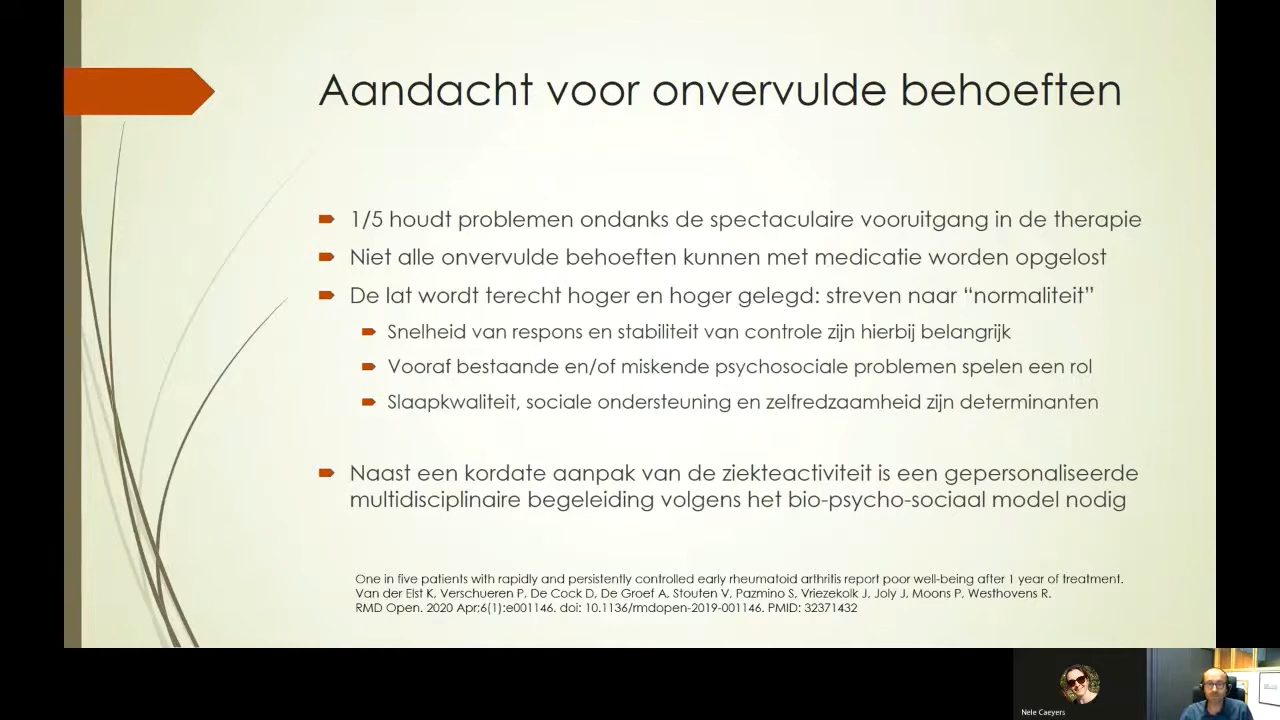 Aandacht voor onvervulde behoeften
1/5 houdt problemen ondanks de spectaculaire vooruitgang in de therapie
Niet alle onvervulde behoeften kunnen met medicatie worden opgelost
De lat wordt terecht hoger en hoger gelegd: streven naar “normaliteit”
Snelheid van respons en stabiliteit van controle zijn hierbij belangrijk
Vooraf bestaande en/of miskende psychosociale problemen spelen een rol
Slaapkwaliteit, sociale ondersteuning en zelfredzaamheid zijn determinanten
Naast een kordate aanpak van de ziekteactiviteit is een gepersonaliseerde
multidisciplinaire begeleiding volgens het bio-psycho-sociaal model nodig
One in five patients with rapidly and persistently controlled early rheumatoid arthritis report poor well-being after 1 year of treatment.
Van der Elst K, Verschueren P, De Cock D, De Groef A, Stouten V, Pazmino S, Vriezekolk J, Joly J, Moons P, Westhovens R.
RMD Open. 2020 Apr;6(1):e001146. doi: 10.1136/rmdopen-2019-001146. PMID: 32371432
Nele Caeyers